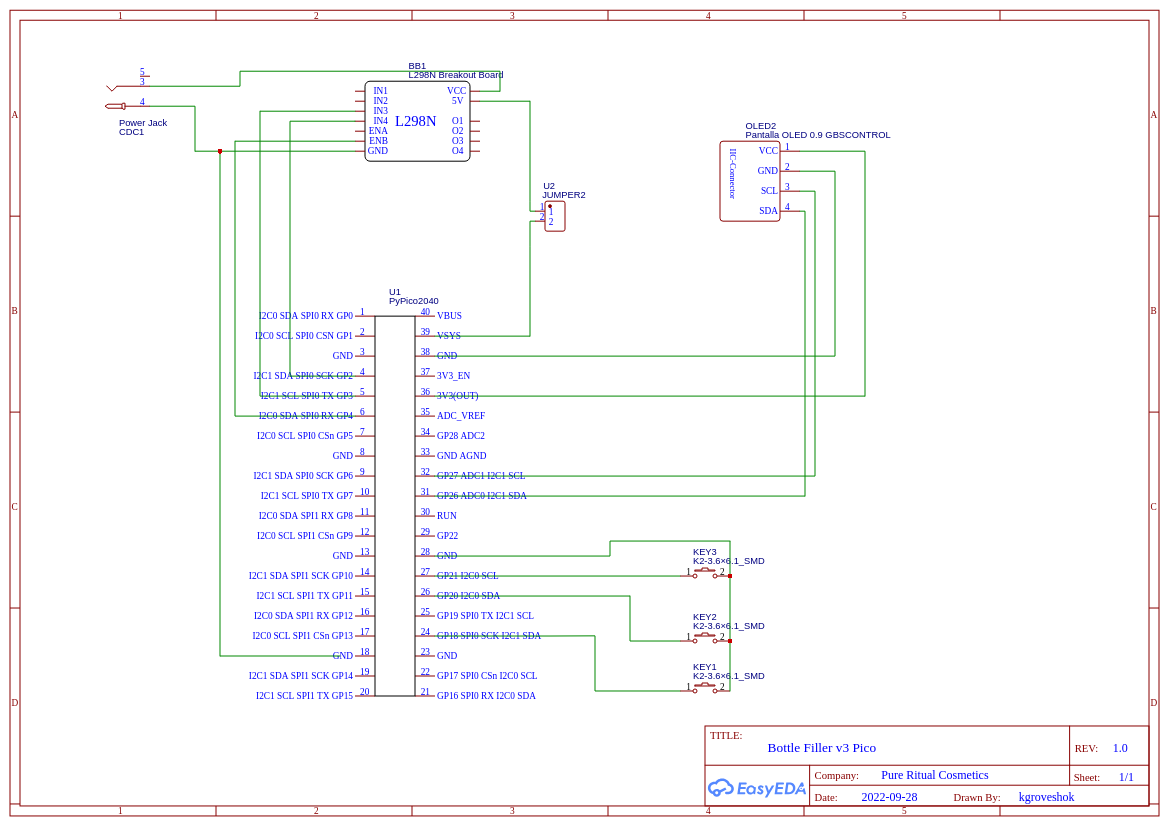 1 2 3 4 5
A
B
C
D
A
B
C
D
5
3
4
Power Jack
CDC1
BB1
L298N Breakout Board
IN1
IN2
IN3
IN4
ENA
ENB
GND
L298N
VCC
5V
O1
O2
O3
O4
U2
JUMPER2
1
2
1
2
OLED2
Pantalla OLED 0.9 GBSCONTROL
IIC-Connector
VCC 1
GND 2
SCL 3
SDA 4
U1
PyPico2040
I2C0 SDA SPI0 RX GP0 1
I2C0 SCL SPI0 CSN GP1 2
GND 3
I2C1 SDA SPI0 SCK GP2 4
I2C1 SCL SPI0 TX GP3 5
I2C0 SDA SPI0 RX GP4 6
I2C0 SCL SPI0 CSn GP5 7
GND 8
I2C1 SDA SPI0 SCK GP6 9
I2C1 SCL SPI0 TX GP7 10
I2C0 SDA SPI1 RX GP8 11
I2C0 SCL SPI1 CSn GP9 12
GND 13
I2C1 SDA SPI1 SCK GP10 14
I2C1 SCL SPI1 TX GP11 15
I2C0 SDA SPI1 RX GP12 16
I2C0 SCL SPI1 CSn GP13 17
GND 18
I2C1 SDA SPI1 SCK GP14 19
I2C1 SCL SPI1 TX GP15 20
40 VBUS
39 VSYS
38 GND
37 3V3_EN
36 3V3(OUT)
35 ADC_VREF
34 GP28 ADC2
33 GND AGND
32 GP27 ADC1 I2C1 SCL
31 GP26 ADC0 I2C1 SDA
30 RUN
29 GP22
28 GND
27 GP21 I2C0 SCL
26 GP20 I2C0 SDA
25 GP19 SPI0 TX I2C1 SCL
24 GP18 SPI0 SCK I2C1 SDA
23 GND
22 GP17 SPI0 CSn I2C0 SCL
21 GP16 SPI0 RX I2C0 SDA
KEY3
K2-3.6×6.1_SMD
1 2
KEY2
K2-3.6×6.1_SMD
1 2
KEY1
K2-3.6×6.1_SMD
1 2
TITLE:
Bottle Filler v3 Pico
REV: 1.0
EasyEDA
Company: Pure Ritual Cosmetics
Sheet: 1/1
Date: 2022-09-28 Drawn By: kgroveshok
1 2 3 4 5